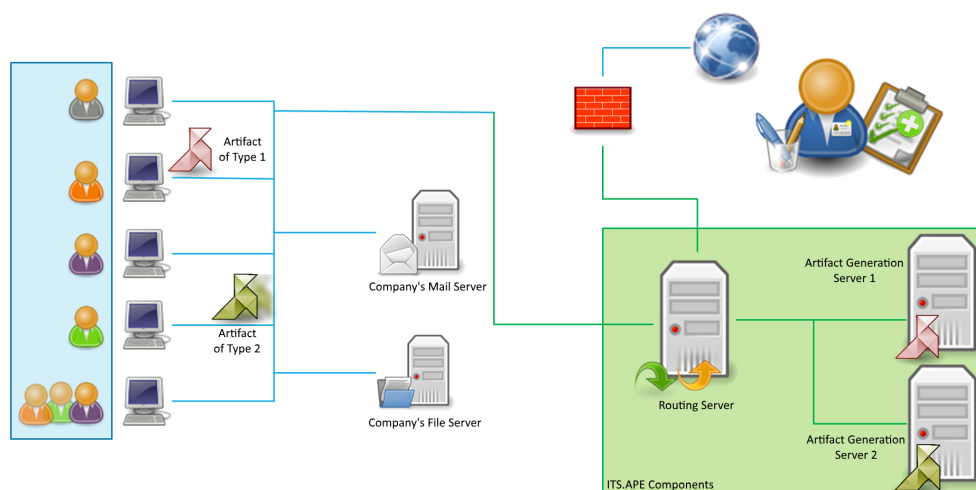 Artifact
of Type 1
Company's Mail Server
Artifact
of Type 2
Company's File Server
Artifact Generation
Server 1
Routing Server
Artifact Generation
Server 2
ITS.APE Components